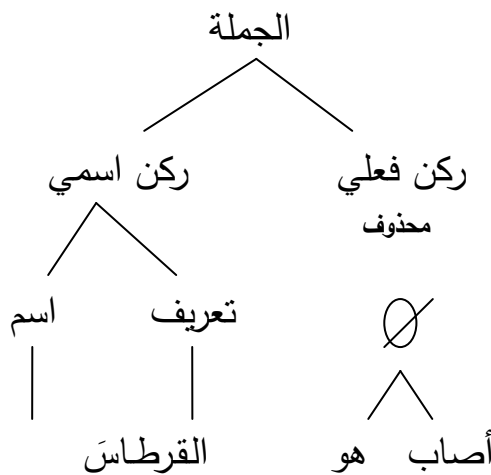 الجملة
ركن فعلي ركن اسمي
محذوف
∅ تعريف اسم
أصاب هو القرطاسَ